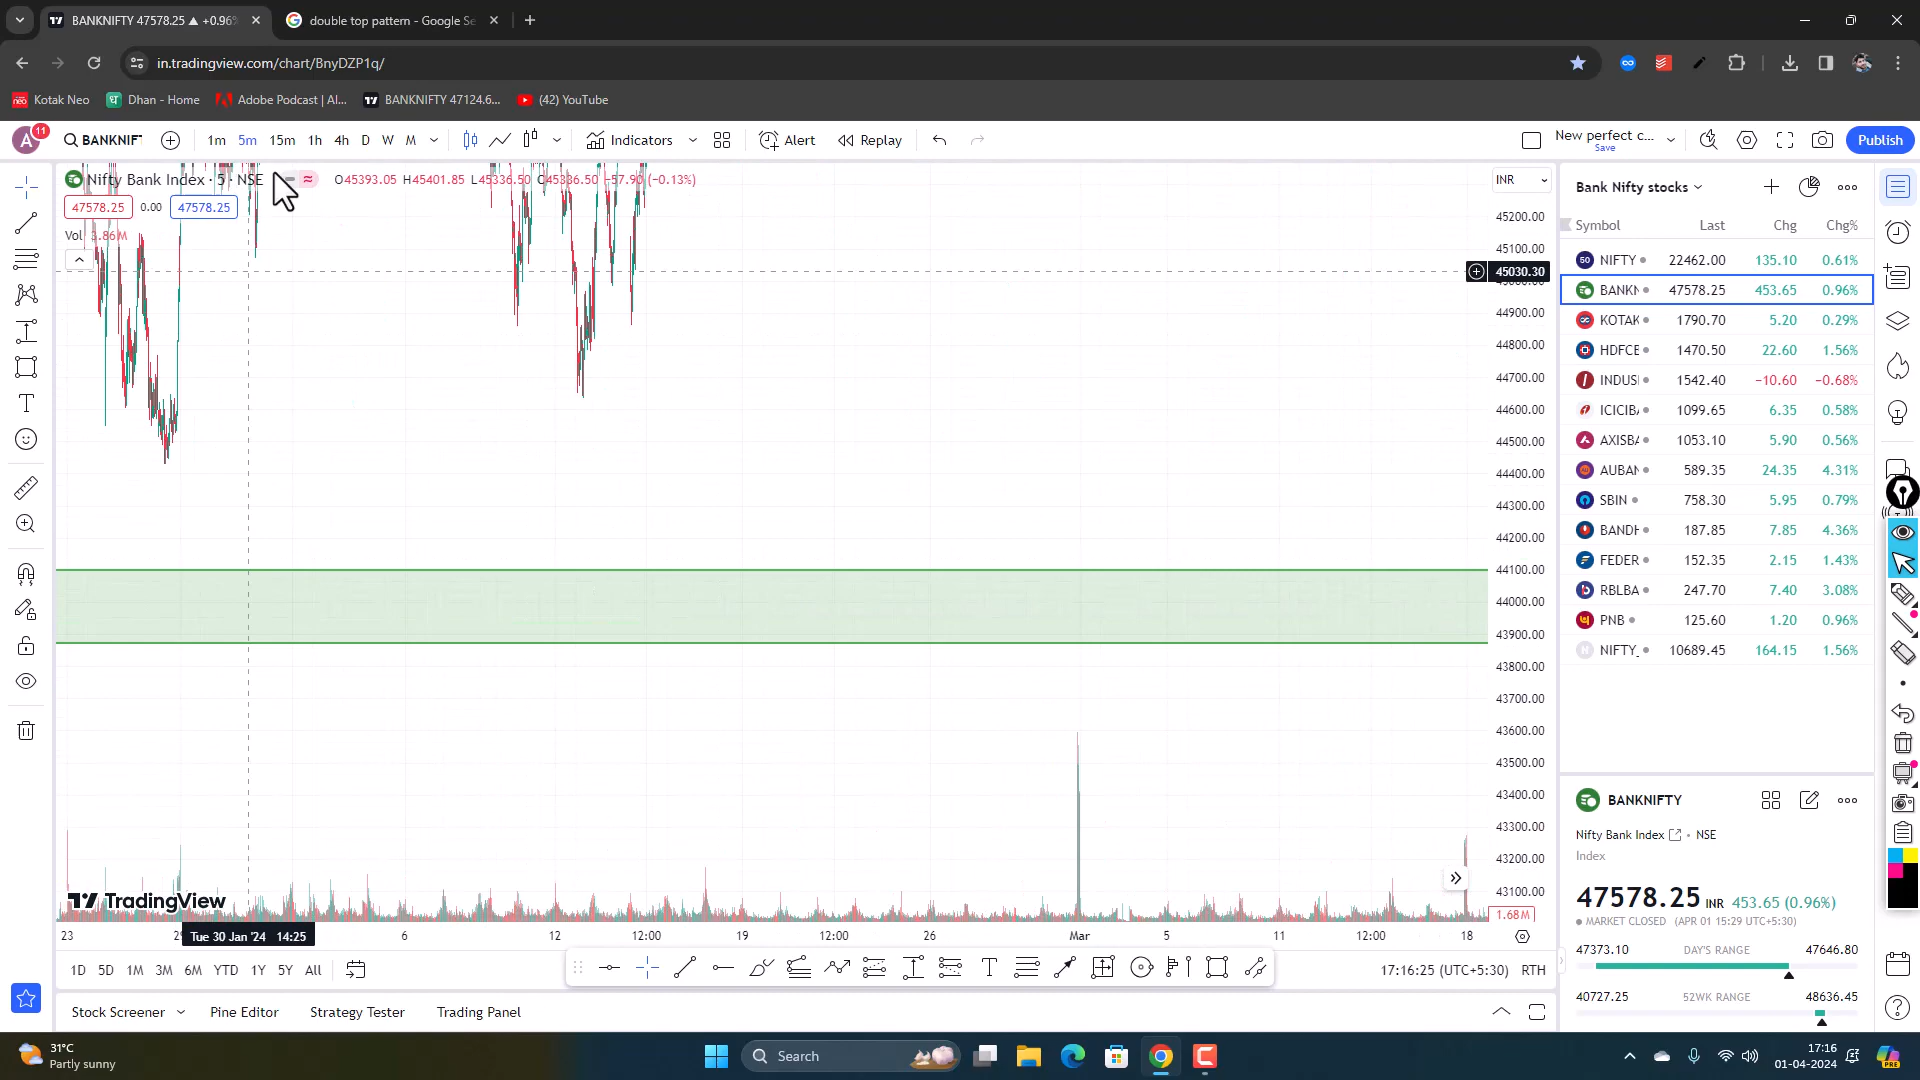 BANKNIFTY 47578.25 ▲ +0.96%
double top pattern - Google Se
in.tradingview.com/chart/BnyDZP1q/
Kotak Neo
Dhan - Home
Adobe Podcast | AI...
BANKNIFTY 47124.6...
(42) YouTube
A 11
BANKNIF
1m 5m 15m 1h 4h D W M
Indicators
Alert
Replay
New perfect c...
Save
Publish
Nifty Bank Index · 5 · NSE
O45393.05 H45401.85 L45336.50 C45336.50 −57.90 (−0.13%)
47578.25 0.00 47578.25
Vol 3.86M
INR
45200.00
45100.00
45030.30
44900.00
44800.00
44700.00
44600.00
44500.00
44400.00
44300.00
44200.00
44100.00
44000.00
43900.00
43800.00
43700.00
43600.00
43500.00
43400.00
43300.00
43200.00
43100.00
1.68M
TradingView
23
Tue 30 Jan '24 14:25
6 12 12:00 19 12:00 26 Mar 5 11 12:00 18
1D 5D 1M 3M 6M YTD 1Y 5Y All
17:16:25 (UTC+5:30) RTH
Stock Screener
Pine Editor
Strategy Tester
Trading Panel
Bank Nifty stocks
Symbol Last Chg Chg%
50 NIFTY 22462.00 135.10 0.61%
BANKN 47578.25 453.65 0.96%
KOTAK 1790.70 5.20 0.29%
HDFCB 1470.50 22.60 1.56%
INDUSI 1542.40 −10.60 −0.68%
ICICIBA 1099.65 6.35 0.58%
AXISBA 1053.10 5.90 0.56%
AUBAN 589.35 24.35 4.31%
SBIN 758.30 5.95 0.79%
BANDH 187.85 7.85 4.36%
FEDER 152.35 2.15 1.43%
RBLBA 247.70 7.40 3.08%
PNB 125.60 1.20 0.96%
N NIFTY_ 10689.45 164.15 1.56%
BANKNIFTY
Nifty Bank Index • NSE
Index
47578.25 INR 453.65 (0.96%)
MARKET CLOSED (APR 01 15:29 UTC+5:30)
47373.10 DAY'S RANGE 47646.80
40727.25 52WK RANGE 48636.45
31°C
Partly sunny
Search
17:16
01-04-2024
PRE